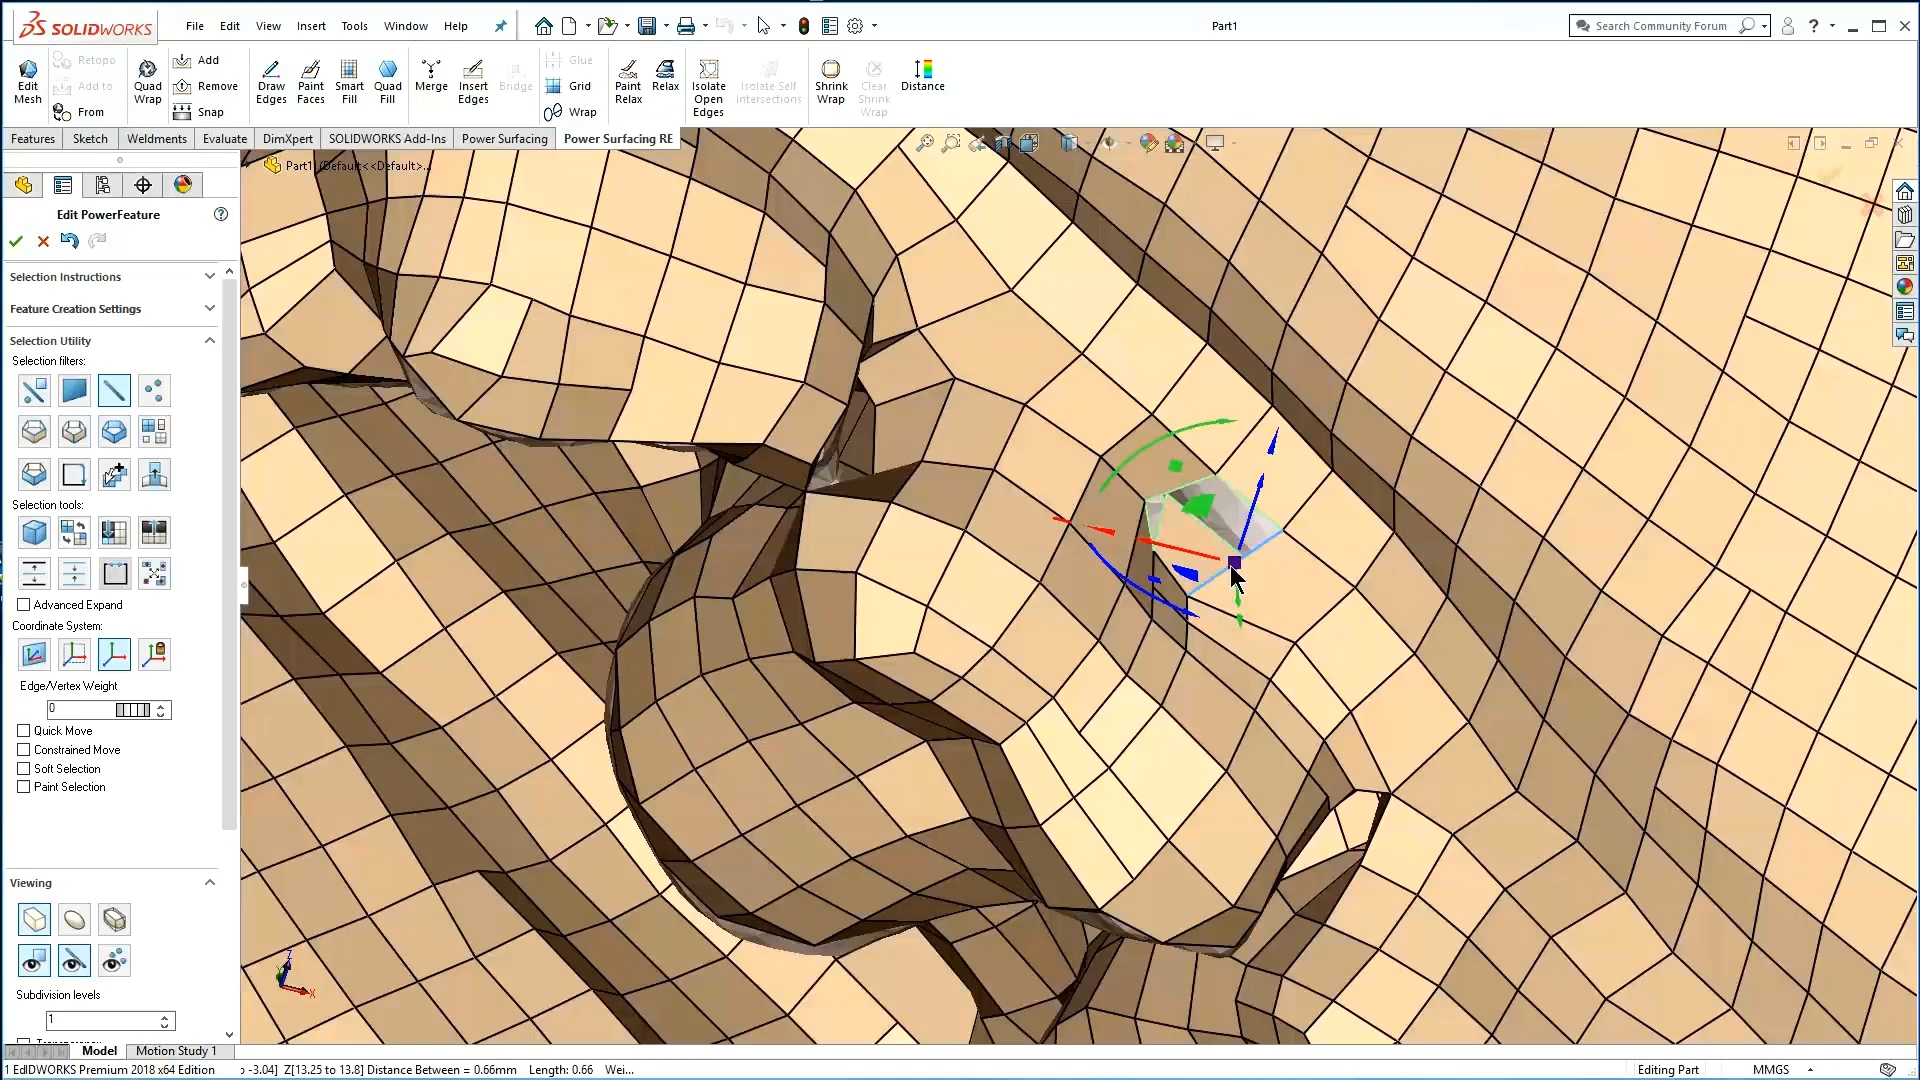 SOLIDWORKS
File Edit View Insert Tools Window Help
Part1
Search Community Forum
?
Edit Mesh
Retopo
Add to
From
Quad Wrap
Add
Remove
Snap
Draw Edges
Paint Faces
Smart Fill
Quad Fill
Merge
Insert Edges
Bridge
Glue
Grid
Wrap
Paint Relax
Relax
Isolate Open Edges
Isolate Self Intersections
Shrink Wrap
Clear Shrink Wrap
Distance
Features Sketch Weldments Evaluate DimXpert SOLIDWORKS Add-Ins Power Surfacing Power Surfacing RE
Part1 (Default<<Default>...
Edit PowerFeature
?
Selection Instructions
Feature Creation Settings
Selection Utility
Selection filters:
Selection tools:
Advanced Expand
Coordinate System:
Edge/Vertex Weight
0
Quick Move
Constrained Move
Soft Selection
Paint Selection
Viewing
Subdivision levels
1
Z
X
Model Motion Study 1
-3.04] Z[13.25 to 13.8] Distance Between = 0.66mm Length: 0.66 Wei...
Editing Part
MMGS